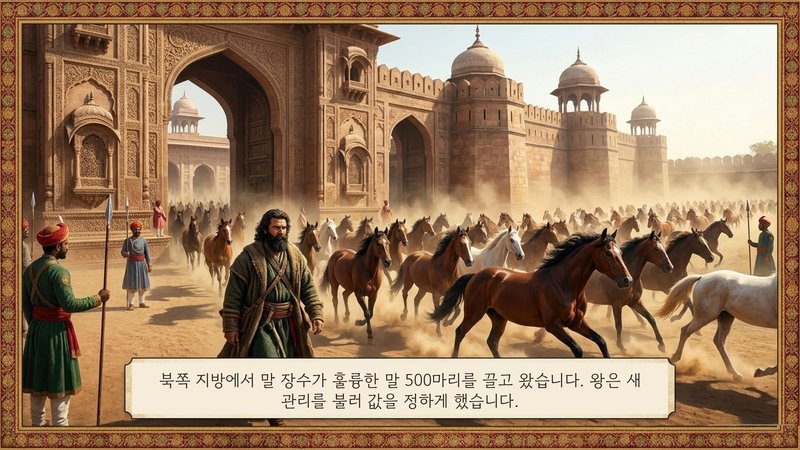 북쪽 지방에서 말 장수가 훌륭한 말 500마리를 끌고 왔습니다. 왕은 새
관리를 불러 값을 정하게 했습니다.